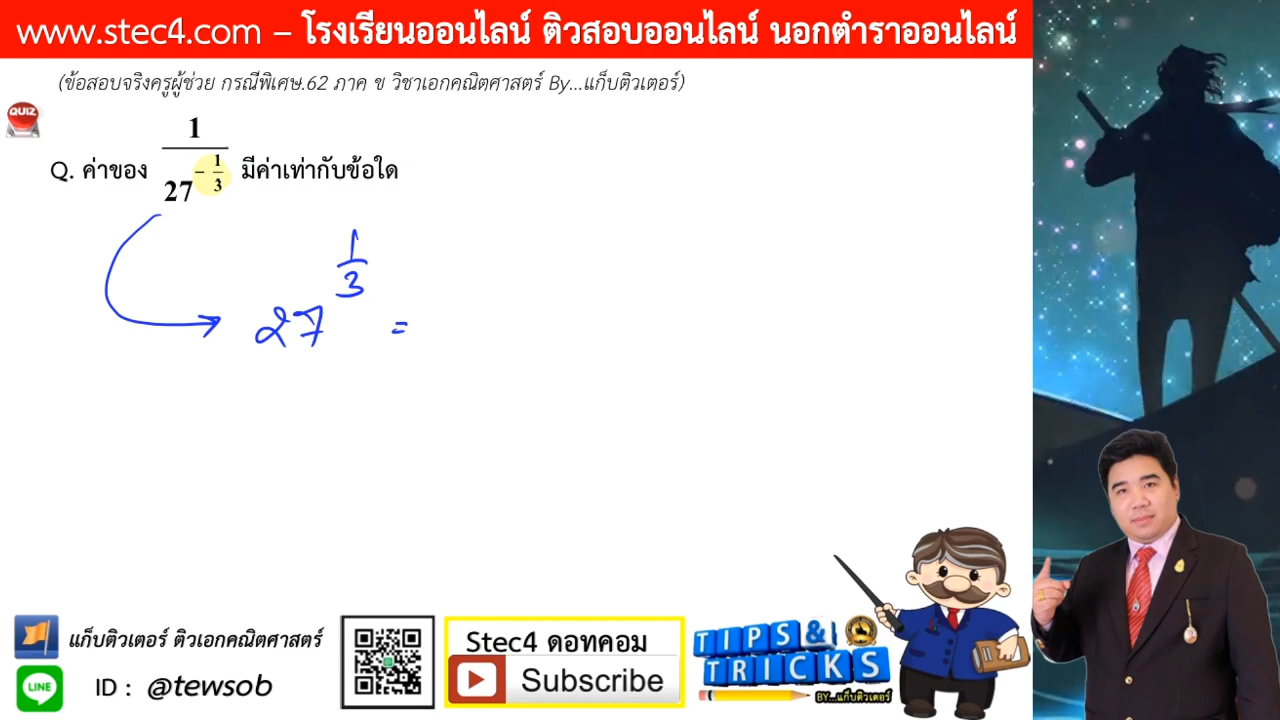 www.stec4.com – โรงเรียนออนไลน์ ติวสอบออนไลน์ นอกตำราออนไลน์
(ข้อสอบจริงครูผู้ช่วย กรณีพิเศษ.62 ภาค ข วิชาเอกคณิตศาสตร์ By...แก็บติวเตอร์)
QUIZ
Q. ค่าของ 1/27^(-1/3) มีค่าเท่ากับข้อใด
27^(1/3) =
แก็บติวเตอร์ ติวเอกคณิตศาสตร์
LINE ID : @tewsob
Stec4 ดอทคอม
Subscribe
TIPS &
TRICKS
BY...แก็บติวเตอร์